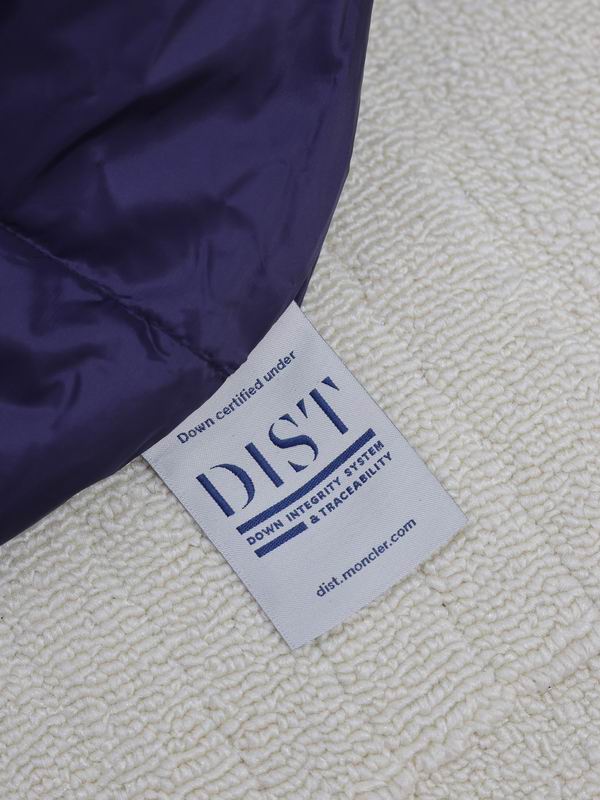 Down certified under
DIST
DOWN INTEGRITY SYSTEM
& TRACEABILITY
dist.moncler.com